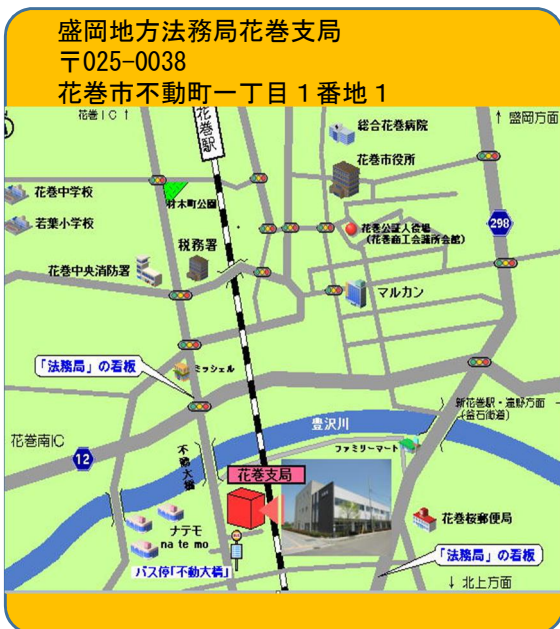 盛岡地方法務局花巻支局
〒025-0038
花巻市不動町一丁目１番地１
花巻IC↑
花巻駅
総合花巻病院
↑ 盛岡方面
花巻市役所
花巻中学校
材木町公園
若葉小学校
税務署
花巻公証人役場
(花巻商工会議所会館)
298
花巻中央消防署
マルカン
「法務局」の看板
ミッシェル
新花巻駅・遠野方面→
(釜石街道)
豊沢川
花巻南IC
12
不動大橋
ファミリーマート
花巻支局
ナテモ
na te mo
花巻桜郵便局
バス停「不動大橋」
「法務局」の看板
↓ 北上方面